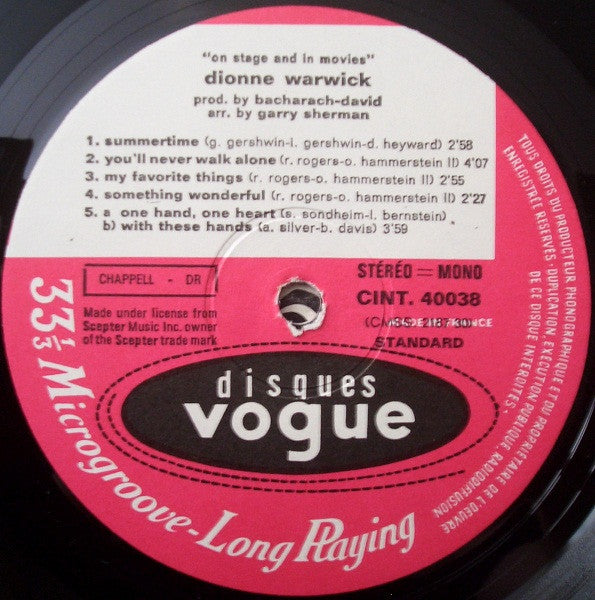 "on stage and in movies"
dionne warwick
prod. by bacharach-david
arr. by garry sherman
1. summertime (g. gershwin-i. gershwin-d. heyward) 2'58
2. you'll never walk alone (r. rogers-o. hammerstein II) 4'07
3. my favorite things (r. rogers-o. hammerstein II) 2'55
4. something wonderful (r. rogers-o. hammerstein II) 2'27
5. a one hand, one heart (s. sondheim-l. bernstein)
b) with these hands (a. silver-b. davis) 3'59
CHAPPELL - DR
Made under license from
Scepter Music Inc. owner
of the Scepter trade mark
STÉRÉO = MONO
CINT. 40038
STANDARD
disques
vogue
33 1/3 Microgroove-Long Playing
TOUS DROITS DU PRODUCTEUR PHONOGRAPHIQUE ET DU PROPRIETAIRE DE L'OEUVRE
ENREGISTRÉE RESERVES - DUPLICATION, EXECUTION PUBLIQUE RADIODIFFUSION
DE CE DISQUE INTERDITES -